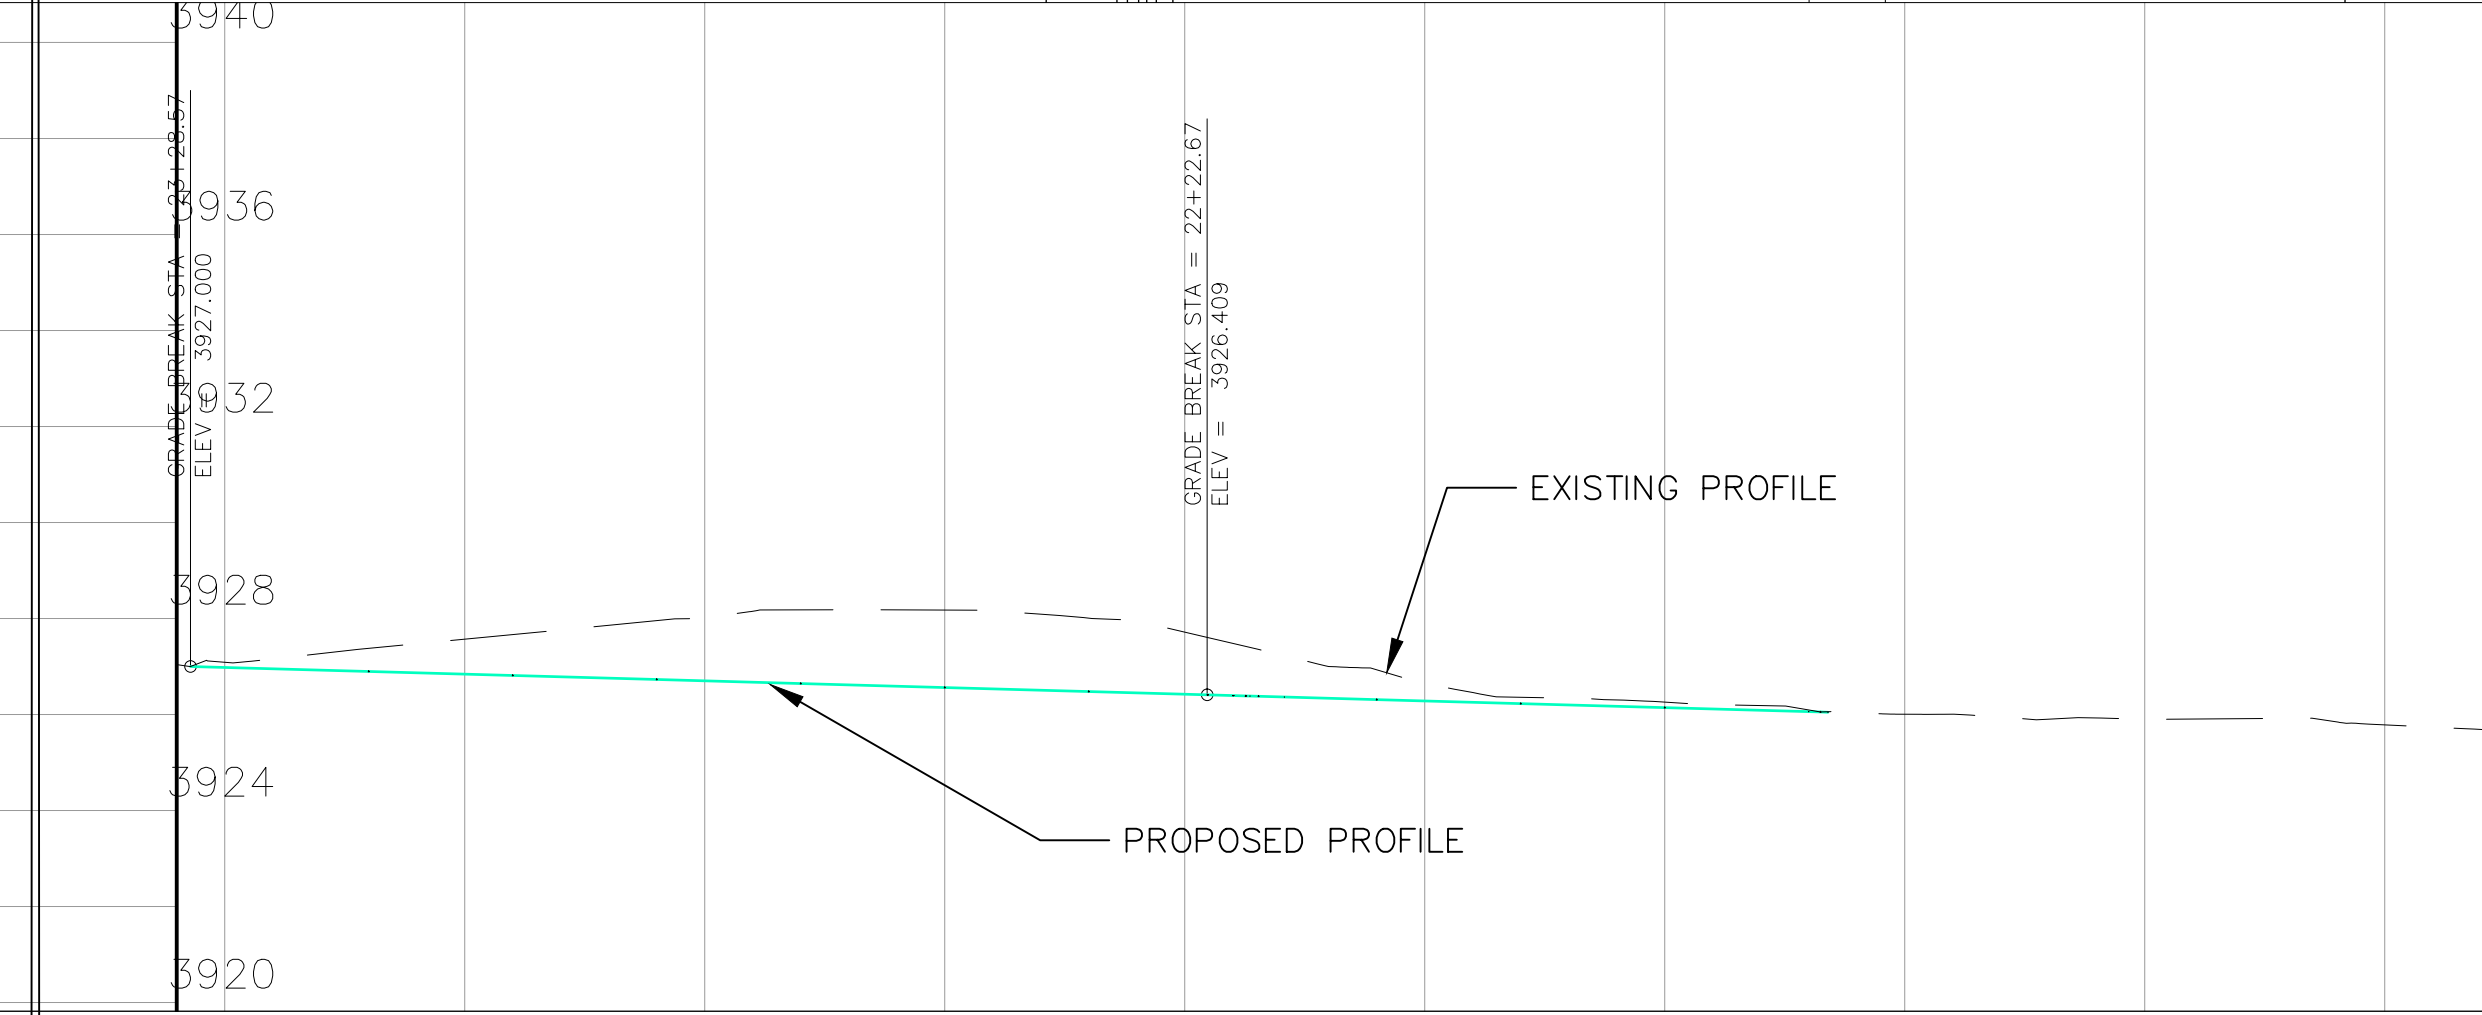 3940
GRADE BREAK STA = 23+28.57
ELEV = 3927.000
3936
3932
3928
3924
3920
GRADE BREAK STA = 22+22.67
ELEV = 3926.409
EXISTING PROFILE
PROPOSED PROFILE